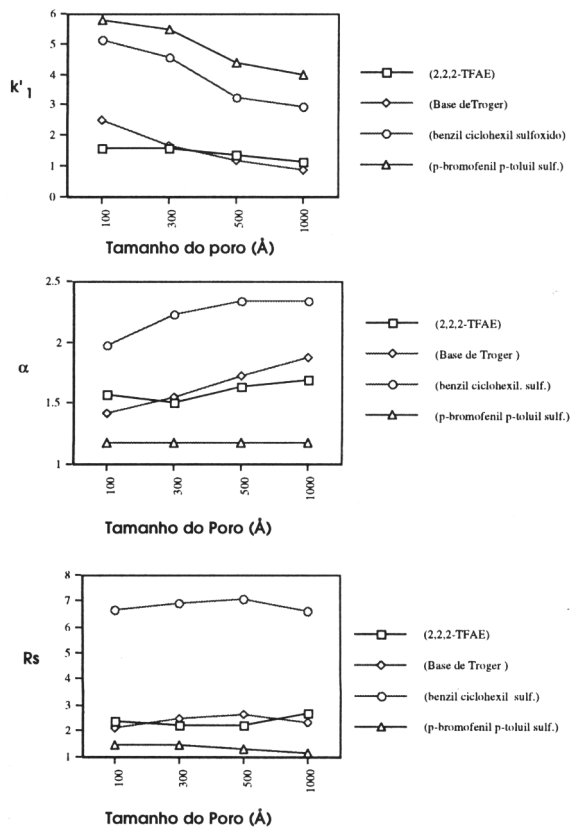 6
5
4
k'1
3
2
1
0
100
300
500
1000
Tamanho do poro (Å)
(2,2,2-TFAE)
(Base deTroger)
(benzil ciclohexil sulfoxido)
(p-bromofenil p-toluil sulf.)
2.5
2
α
1.5
1
100
300
500
1000
Tamanho do Poro (Å)
(2,2,2-TFAE)
(Base de Troger )
(benzil ciclohexil. sulf.)
(p-bromofenil p-toluil sulf.)
8
7
6
5
Rs
4
3
2
1
100
300
500
1000
Tamanho do Poro (Å)
(2,2,2-TFAE)
(Base de Troger )
(benzil ciclohexil sulf.)
(p-bromofenil p-toluil sulf.)